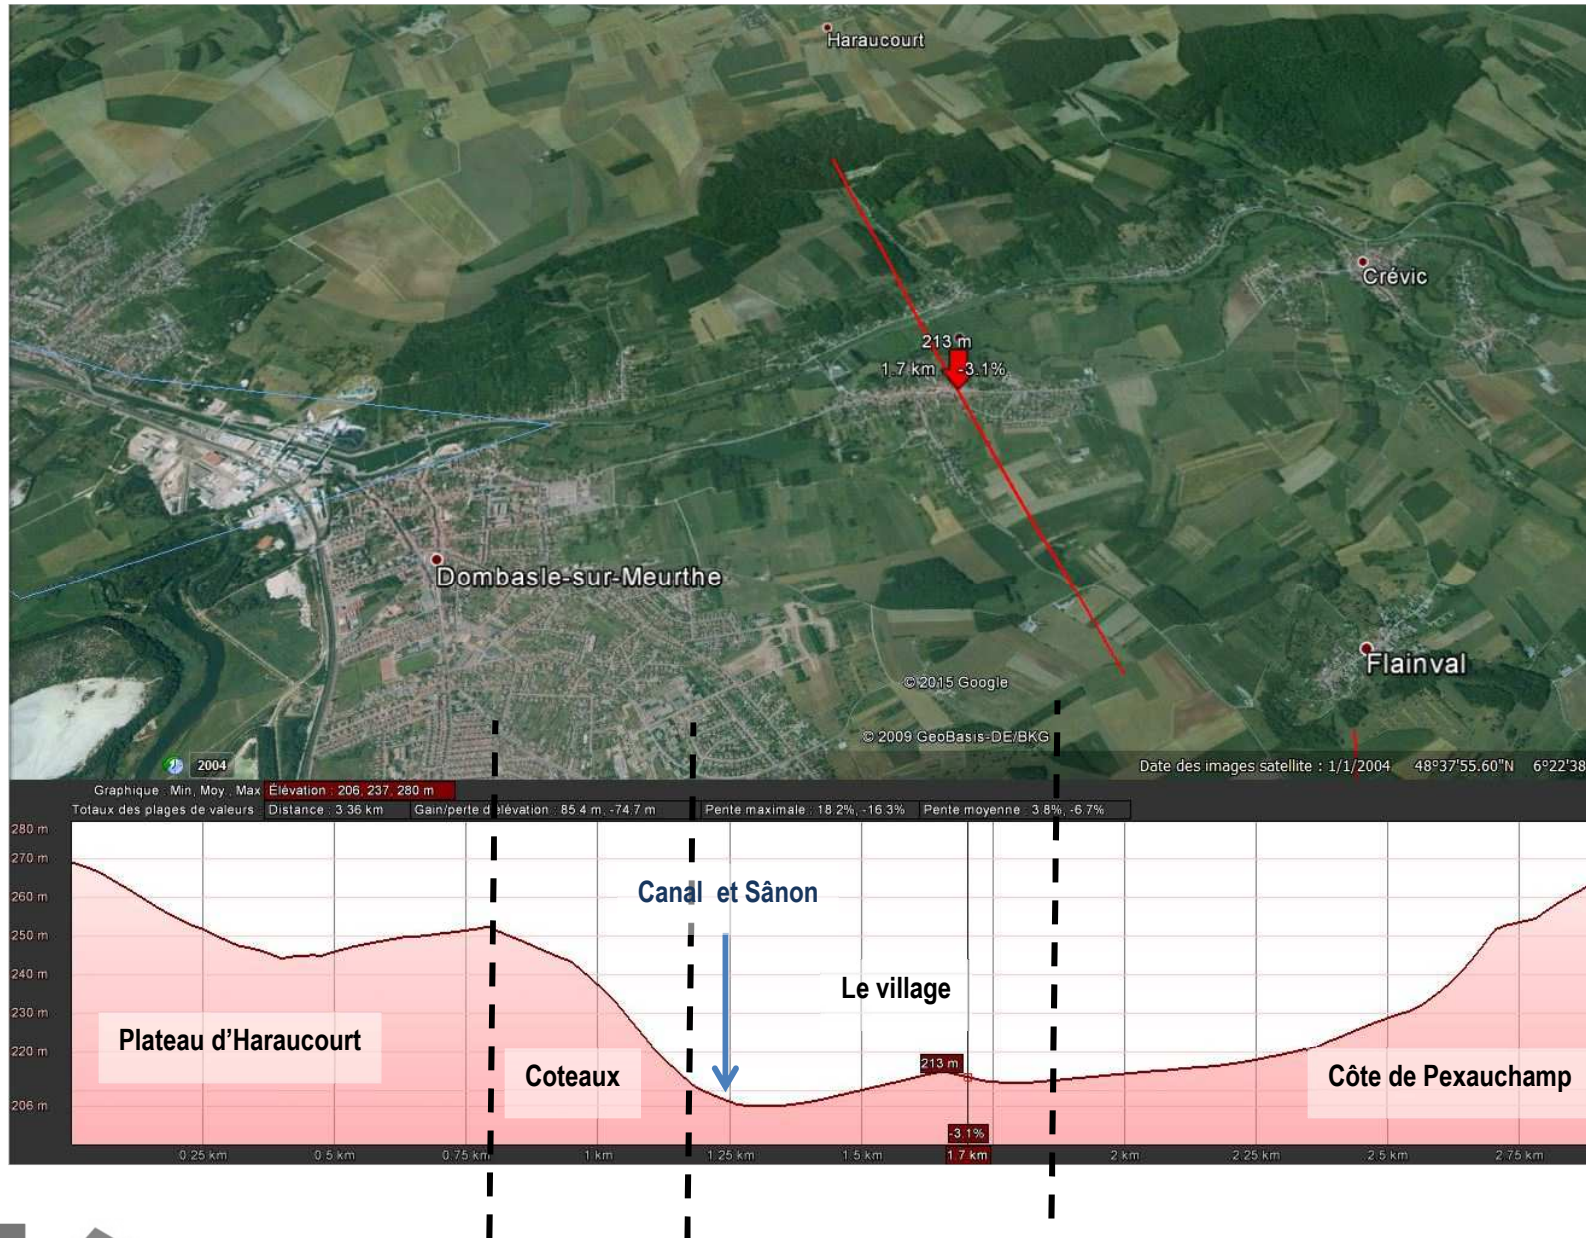 Haraucourt
Crévic
213 m
1.7 km -3.1%
Dombasle-sur-Meurthe
Flainval
© 2015 Google
© 2009 GeoBasis-DE/BKG
2004
Date des images satellite : 1/1/2004 48°37'55.60"N 6°22'38
Graphique : Min, Moy., Max Élévation : 206, 237, 280 m
Totaux des plages de valeurs : Distance : 3.36 km Gain/perte d'élévation : 85.4 m, -74.7 m Pente maximale : 18.2%, -16.3% Pente moyenne : 3.8%, -6.7%
280 m
270 m
260 m
250 m
240 m
230 m
220 m
206 m
Canal et Sânon
Le village
Plateau d’Haraucourt
Coteaux
213 m
Côte de Pexauchamp
-3.1%
0.25 km 0.5 km 0.75 km 1 km 1.25 km 1.5 km 1.7 km 2 km 2.25 km 2.5 km 2.75 km